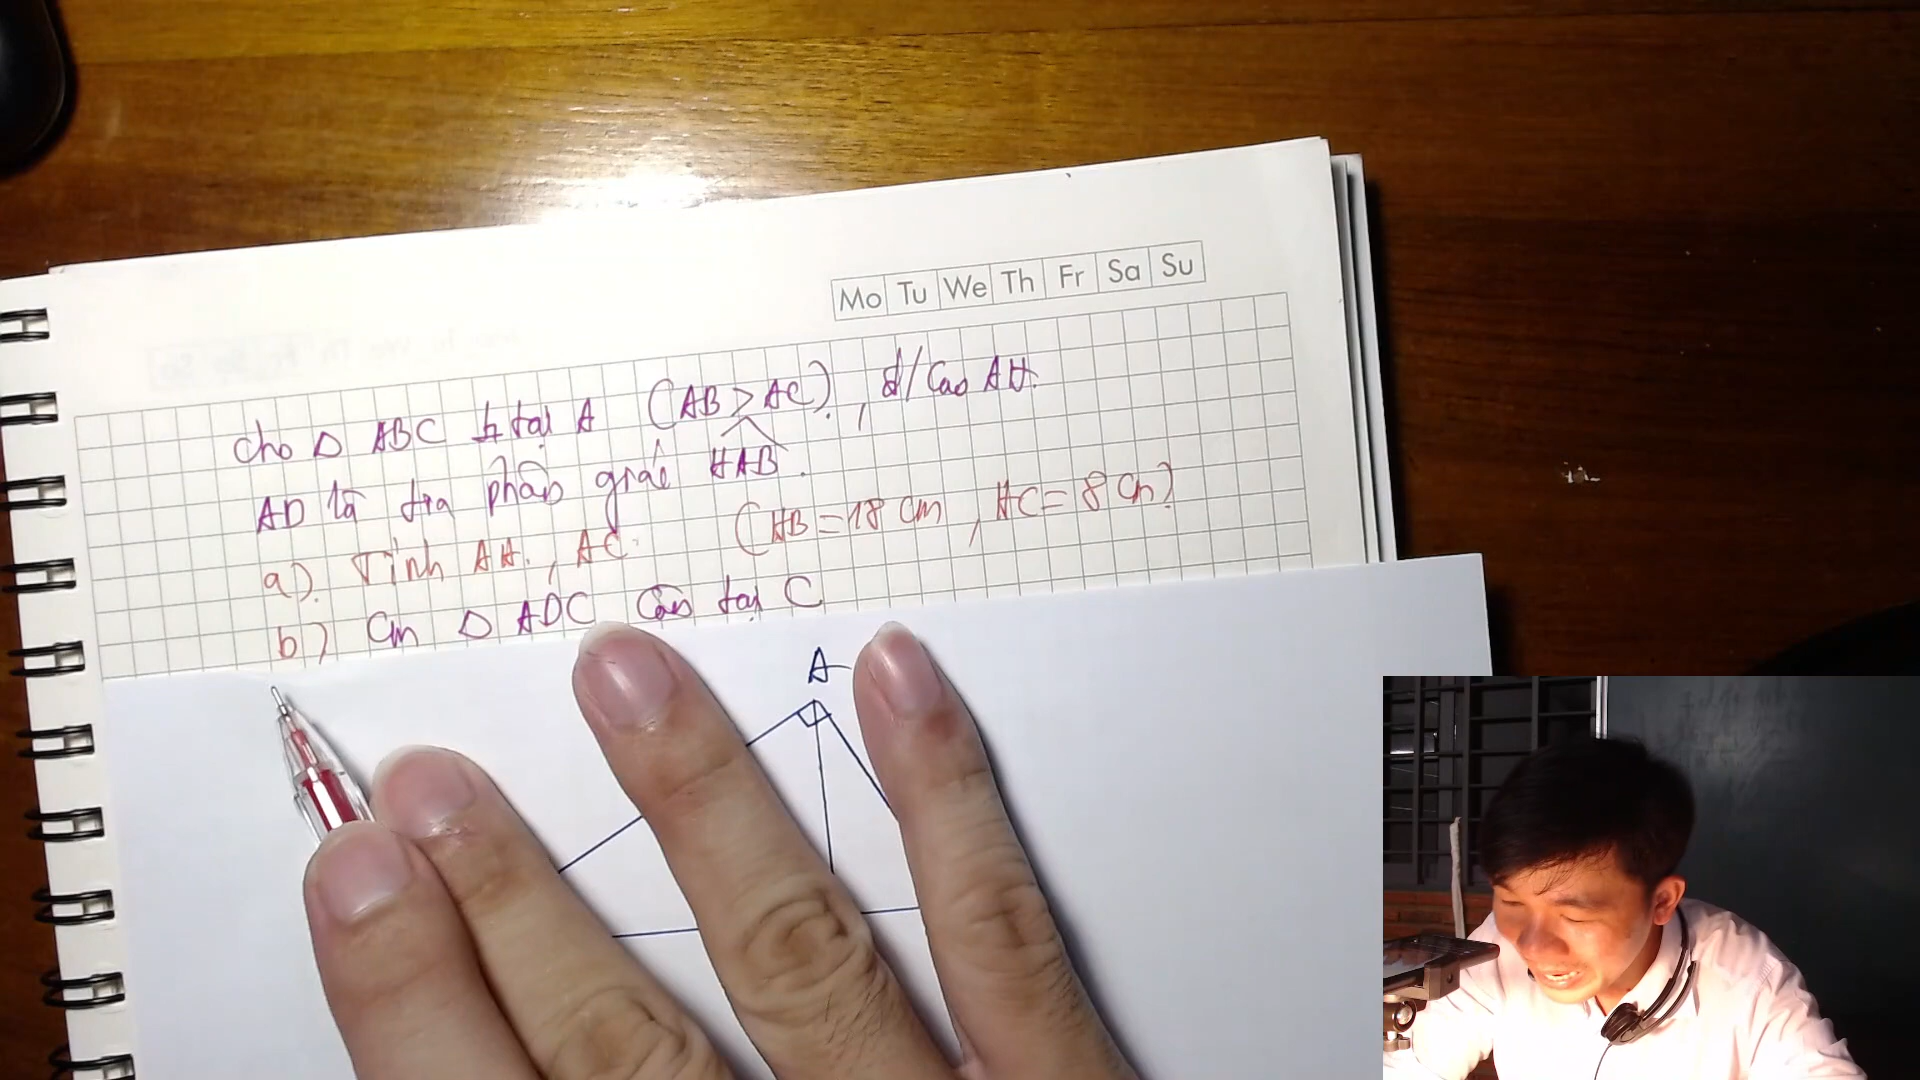 Mo Tu We Th Fr Sa Su
Cho Δ ABC ⊥ tại A (AB > AC), đ/cao AH.
AD là tia phân giác HAB.
a) Tính AH, AC. (HB = 18 cm, HC = 8 cm)
b) Cm Δ ADC cân tại C
A